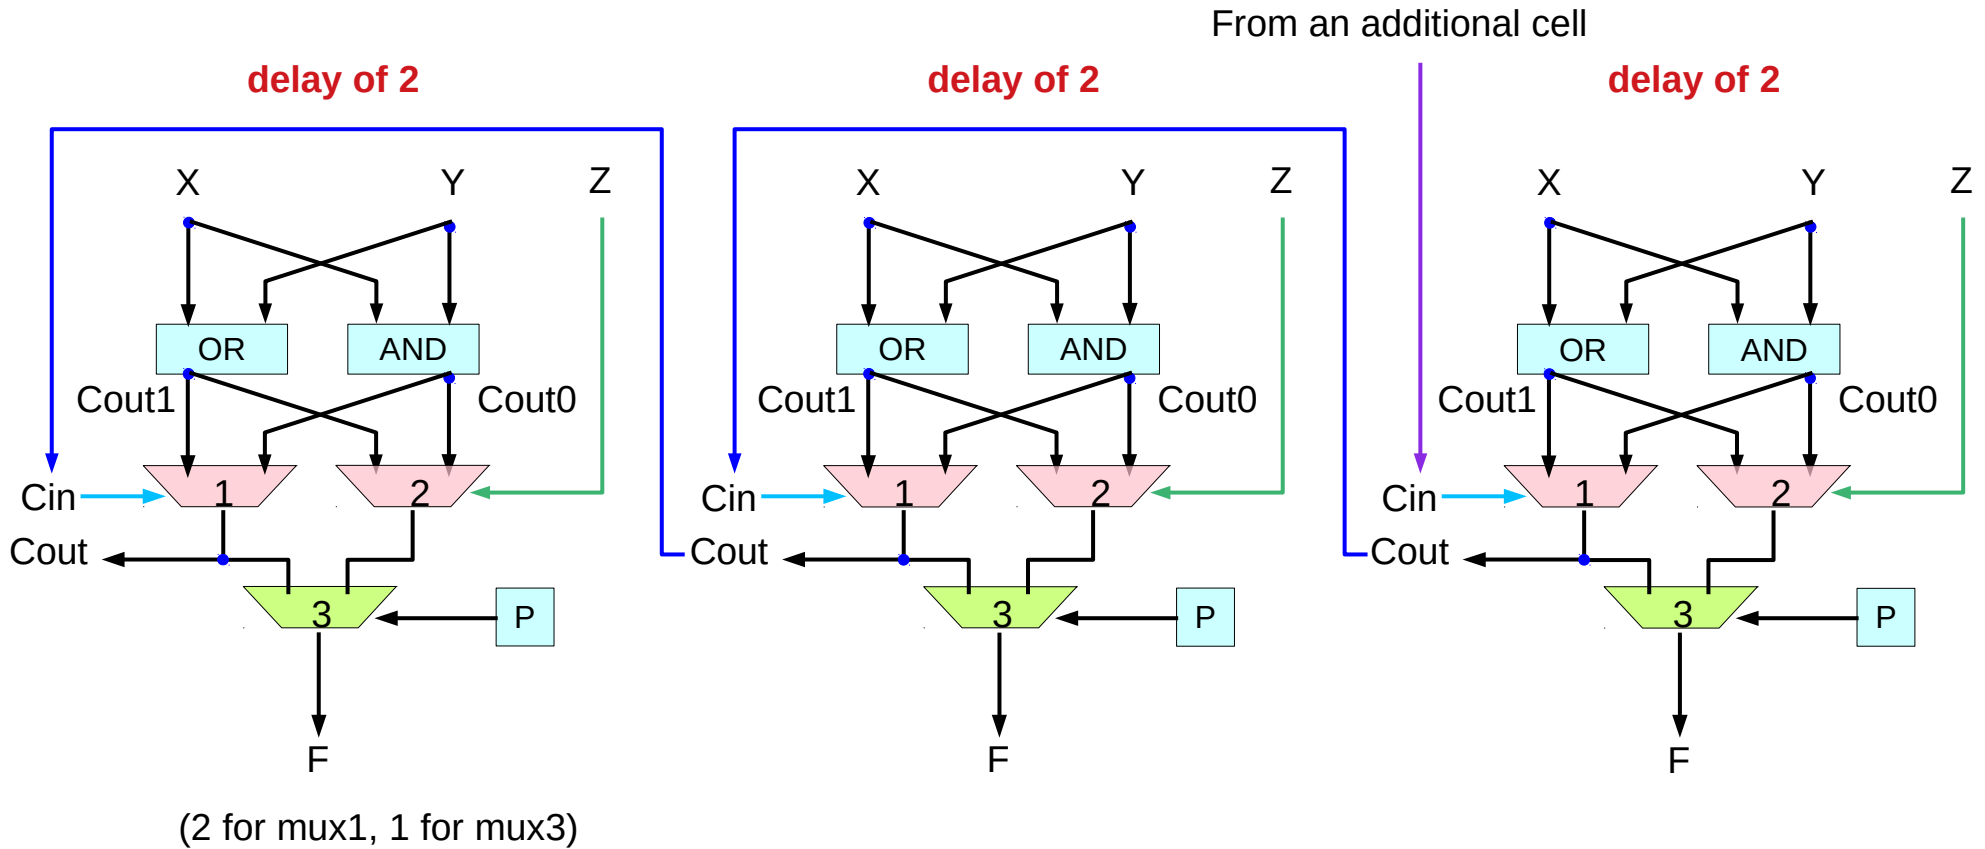 From an additional cell
delay of 2 delay of 2 delay of 2
X Y Z X Y Z X Y Z
OR AND OR AND OR AND
Cout1 Cout0 Cout1 Cout0 Cout1 Cout0
Cin 1 2 Cin 1 2 Cin 1 2
Cout Cout Cout
3 P 3 P 3 P
F F F
(2 for mux1, 1 for mux3)